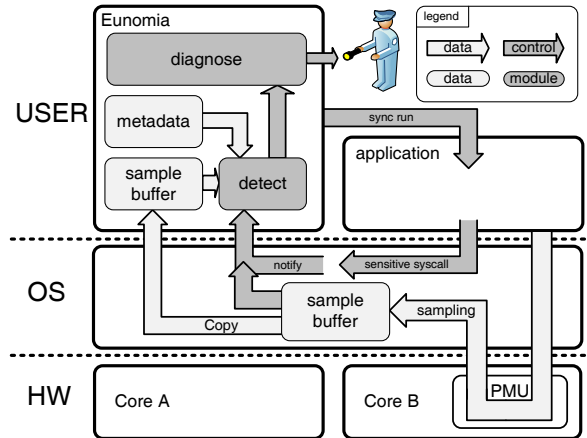 Eunomia
legend
data
control
data
module
diagnose
USER
metadata
sync run
application
sample
buffer
detect
notify
sensitive syscall
OS
sample
buffer
sampling
Copy
HW
Core A
Core B
PMU